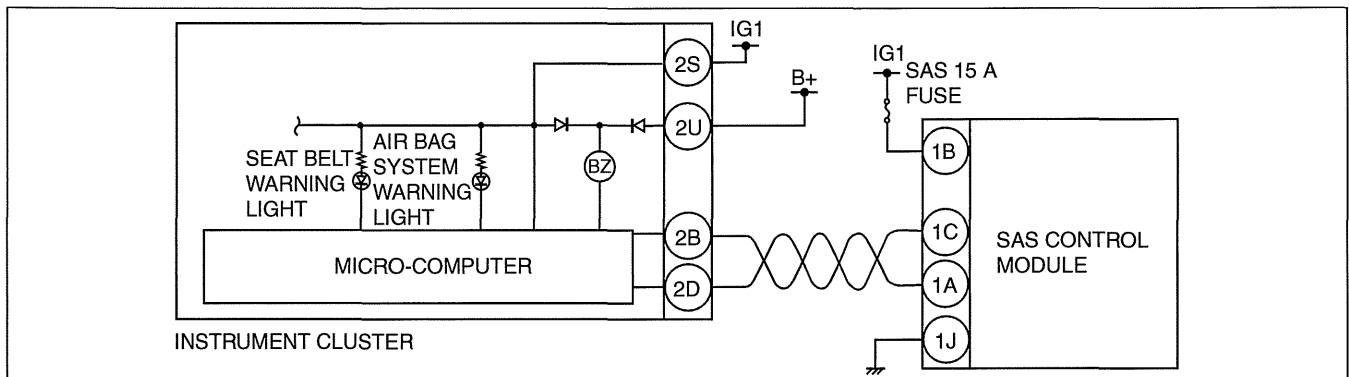 IG1
2S
B+
2U
SEAT BELT
WARNING
LIGHT
AIR BAG
SYSTEM
WARNING
LIGHT
BZ
MICRO-COMPUTER
2B
2D
INSTRUMENT CLUSTER
IG1
SAS 15 A
FUSE
1B
1C
1A
1J
SAS CONTROL
MODULE